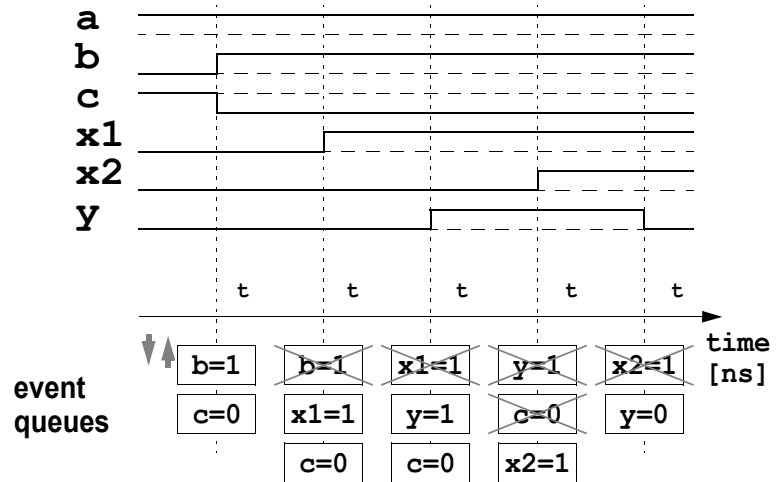 a
b
c
x1
x2
y
t t t t t
time
[ns]
event
queues
b=1 b=1 x1=1 y=1 x2=1
c=0 x1=1 y=1 c=0 y=0
c=0 c=0 x2=1